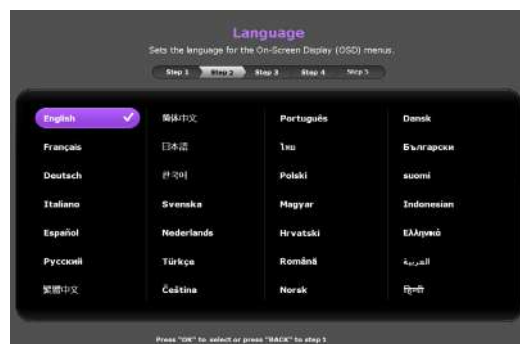 Language
Sets the language for the On-Screen Display (OSD) menus.
Step 1 Step 2 Step 3 Step 4 Step 5
English 简体中文 Português Dansk
Français 日本語 ไทย Български
Deutsch 한국어 Polski suomi
Italiano Svenska Magyar Indonesian
Español Nederlands Hrvatski Ελληνικά
Русский Türkçe Română العربية
繁體中文 Čeština Norsk हिन्दी
Press "OK" to select or press "BACK" to step 1